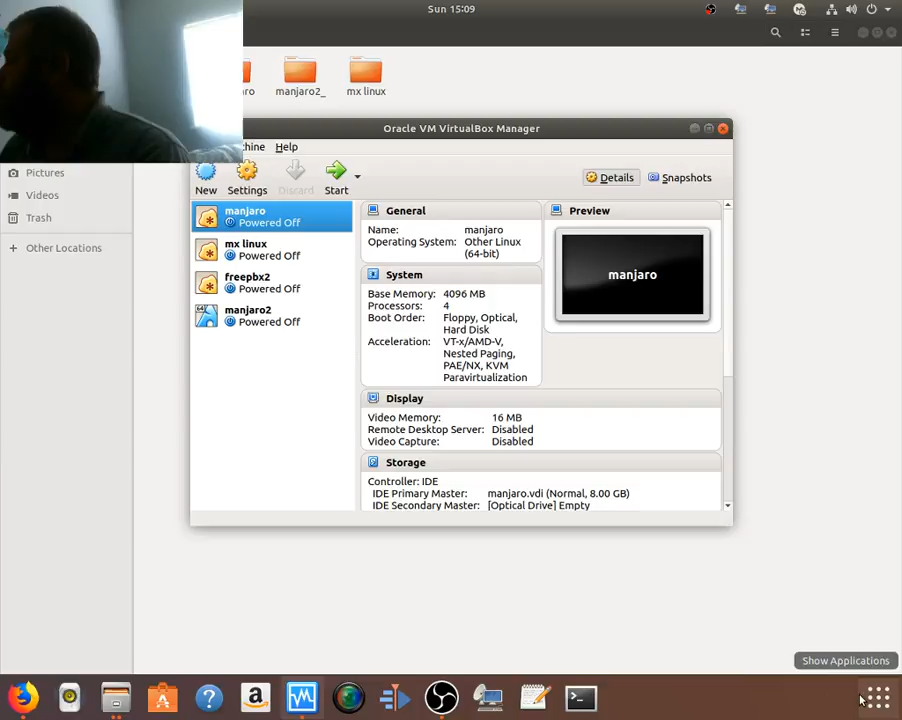 Sun 15:09
manjaro2_
mx linux
Oracle VM VirtualBox Manager
Help
Pictures
Videos
Trash
Other Locations
New
Settings
Discard
Start
Details
Snapshots
manjaro
Powered Off
mx linux
Powered Off
freepbx2
Powered Off
64
manjaro2
Powered Off
General
Name: manjaro
Operating System: Other Linux
(64-bit)
System
Base Memory: 4096 MB
Processors: 4
Boot Order: Floppy, Optical,
Hard Disk
Acceleration: VT-x/AMD-V,
Nested Paging,
PAE/NX, KVM
Paravirtualization
Preview
manjaro
Display
Video Memory: 16 MB
Remote Desktop Server: Disabled
Video Capture: Disabled
Storage
Controller: IDE
IDE Primary Master: manjaro.vdi (Normal, 8.00 GB)
IDE Secondary Master: [Optical Drive] Empty
Show Applications